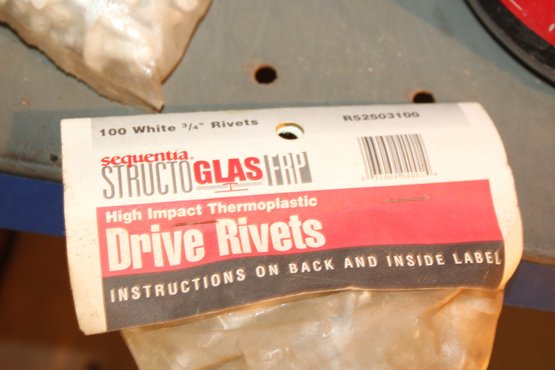 100 White 3/4" Rivets R52503100
sequentia.
STRUCTOGLAS FRP
High Impact Thermoplastic
Drive Rivets
INSTRUCTIONS ON BACK AND INSIDE LABEL